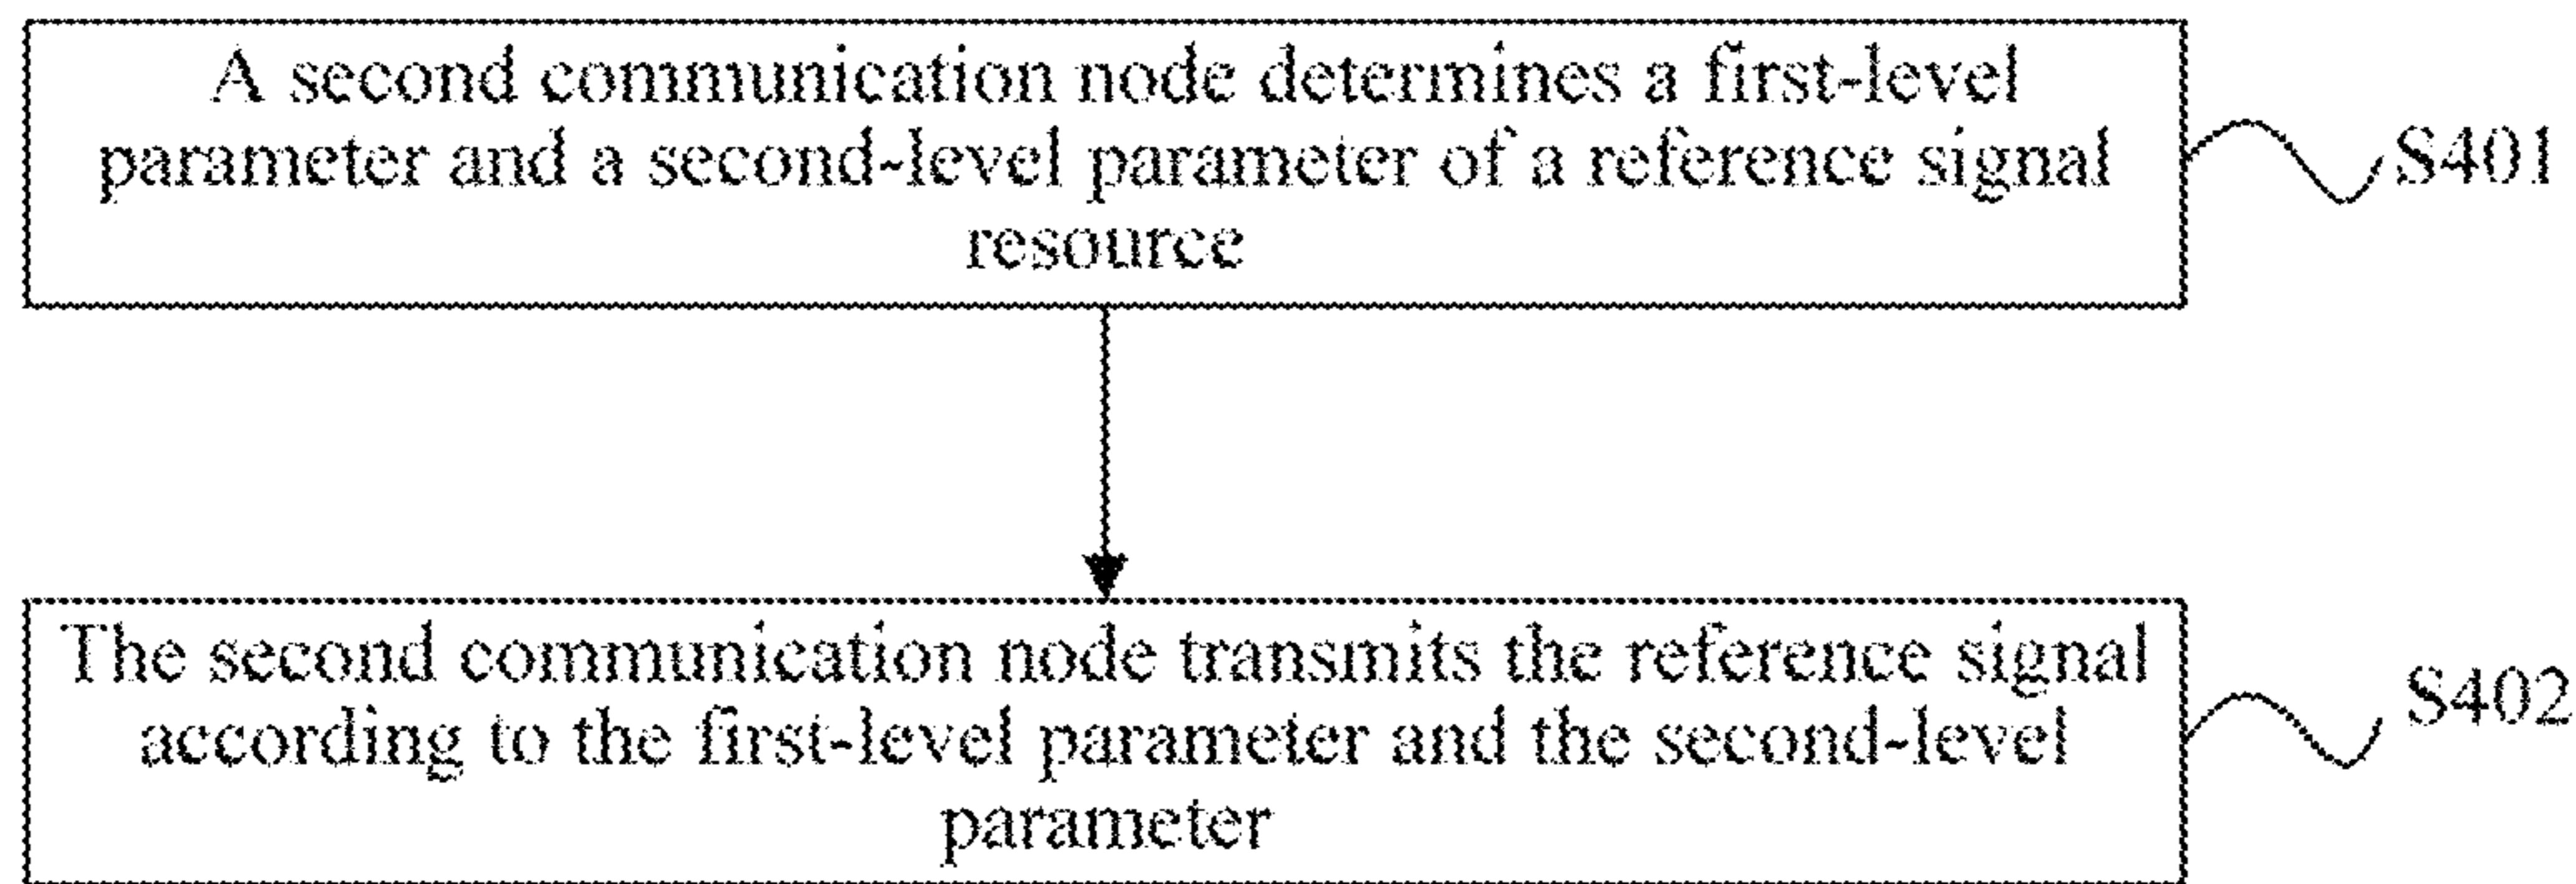 A second communication node determines a first-level
parameter and a second-level parameter of a reference signal
resource
S401
The second communication node transmits the reference signal
according to the first-level parameter and the second-level
parameter
S402